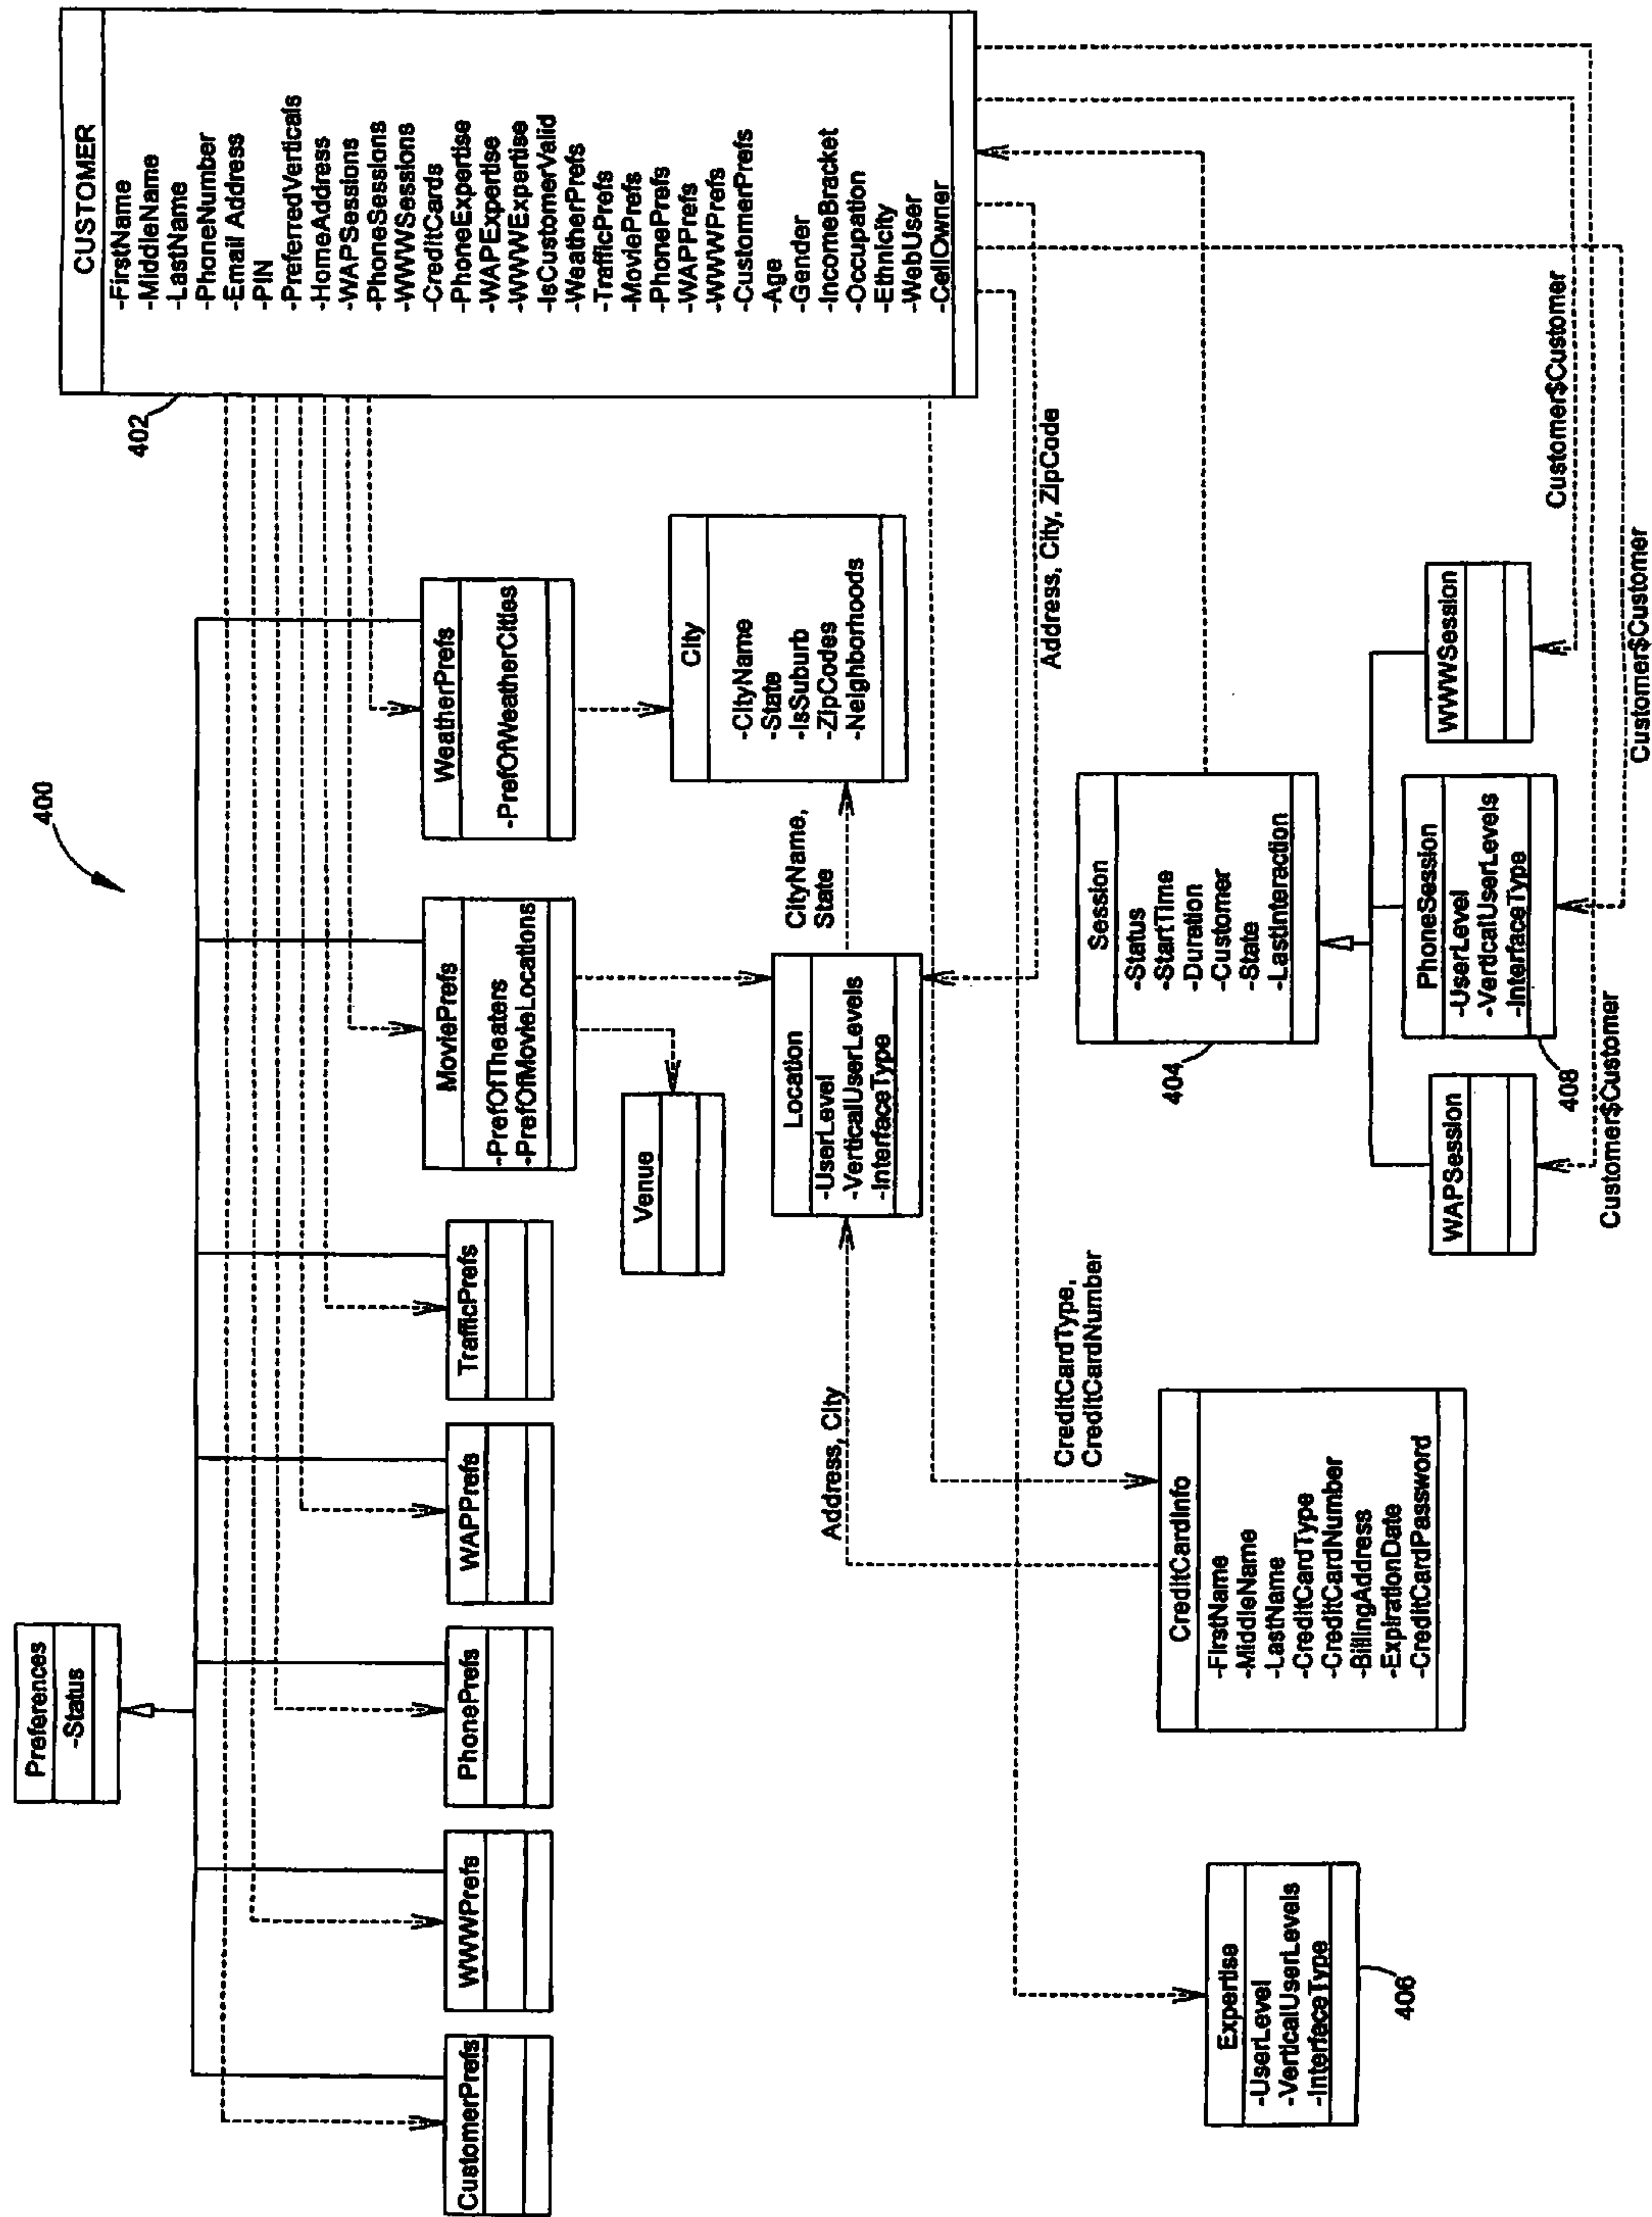 400
Preferences
-Status
CustomerPrefs
WWWPrefs
PhonePrefs
WAPPrefs
TrafficPrefs
MoviePrefs
-PrefOfTheaters
-PrefOfMovieLocations
WeatherPrefs
-PrefOfWeatherCities
402
CUSTOMER
-FirstName
-MiddleName
-LastName
-PhoneNumber
-Email Address
-PIN
-PreferredVerticals
-HomeAddress
-WAPSessions
-PhoneSessions
-WWWSessions
-CreditCards
-PhoneExpertise
-WAPExpertise
-WWWExpertise
-IsCustomerValid
-WeatherPrefs
-TrafficPrefs
-MoviePrefs
-PhonePrefs
-WAPPrefs
-WWWPrefs
-CustomerPrefs
-Age
-Gender
-IncomeBracket
-Occupation
-Ethnicity
-WebUser
-CellOwner
Venue
City
-CityName
-State
-IsSuburb
-ZipCodes
-Neighborhoods
CityName,
State
Location
-UserLevel
-VerticalUserLevels
-InterfaceType
Address, City
Address, City, ZipCode
CreditCardType,
CreditCardNumber
Expertise
-UserLevel
-VerticalUserLevels
-InterfaceType
406
CreditCardInfo
-FirstName
-MiddleName
-LastName
-CreditCardType
-CreditCardNumber
-BillingAddress
-ExpirationDate
-CreditCardPassword
Session
-Status
-StartTime
-Duration
-Customer
-State
-LastInteraction
404
WAPSession
PhoneSession
-UserLevel
-VerticalUserLevels
-InterfaceType
408
WWWSession
Customer$Customer
Customer$Customer
Customer$Customer